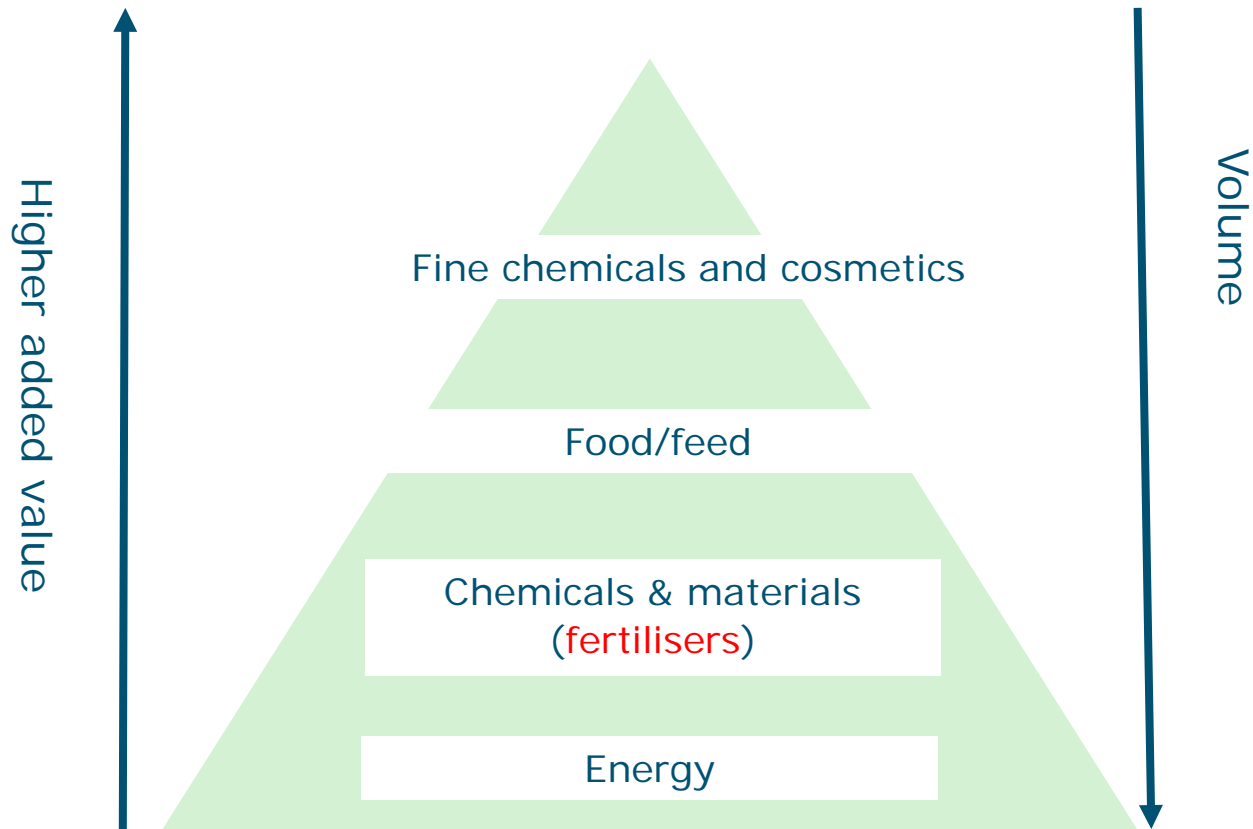 Higher added value
Volume
Fine chemicals and cosmetics
Food/feed
Chemicals & materials
(fertilisers)
Energy